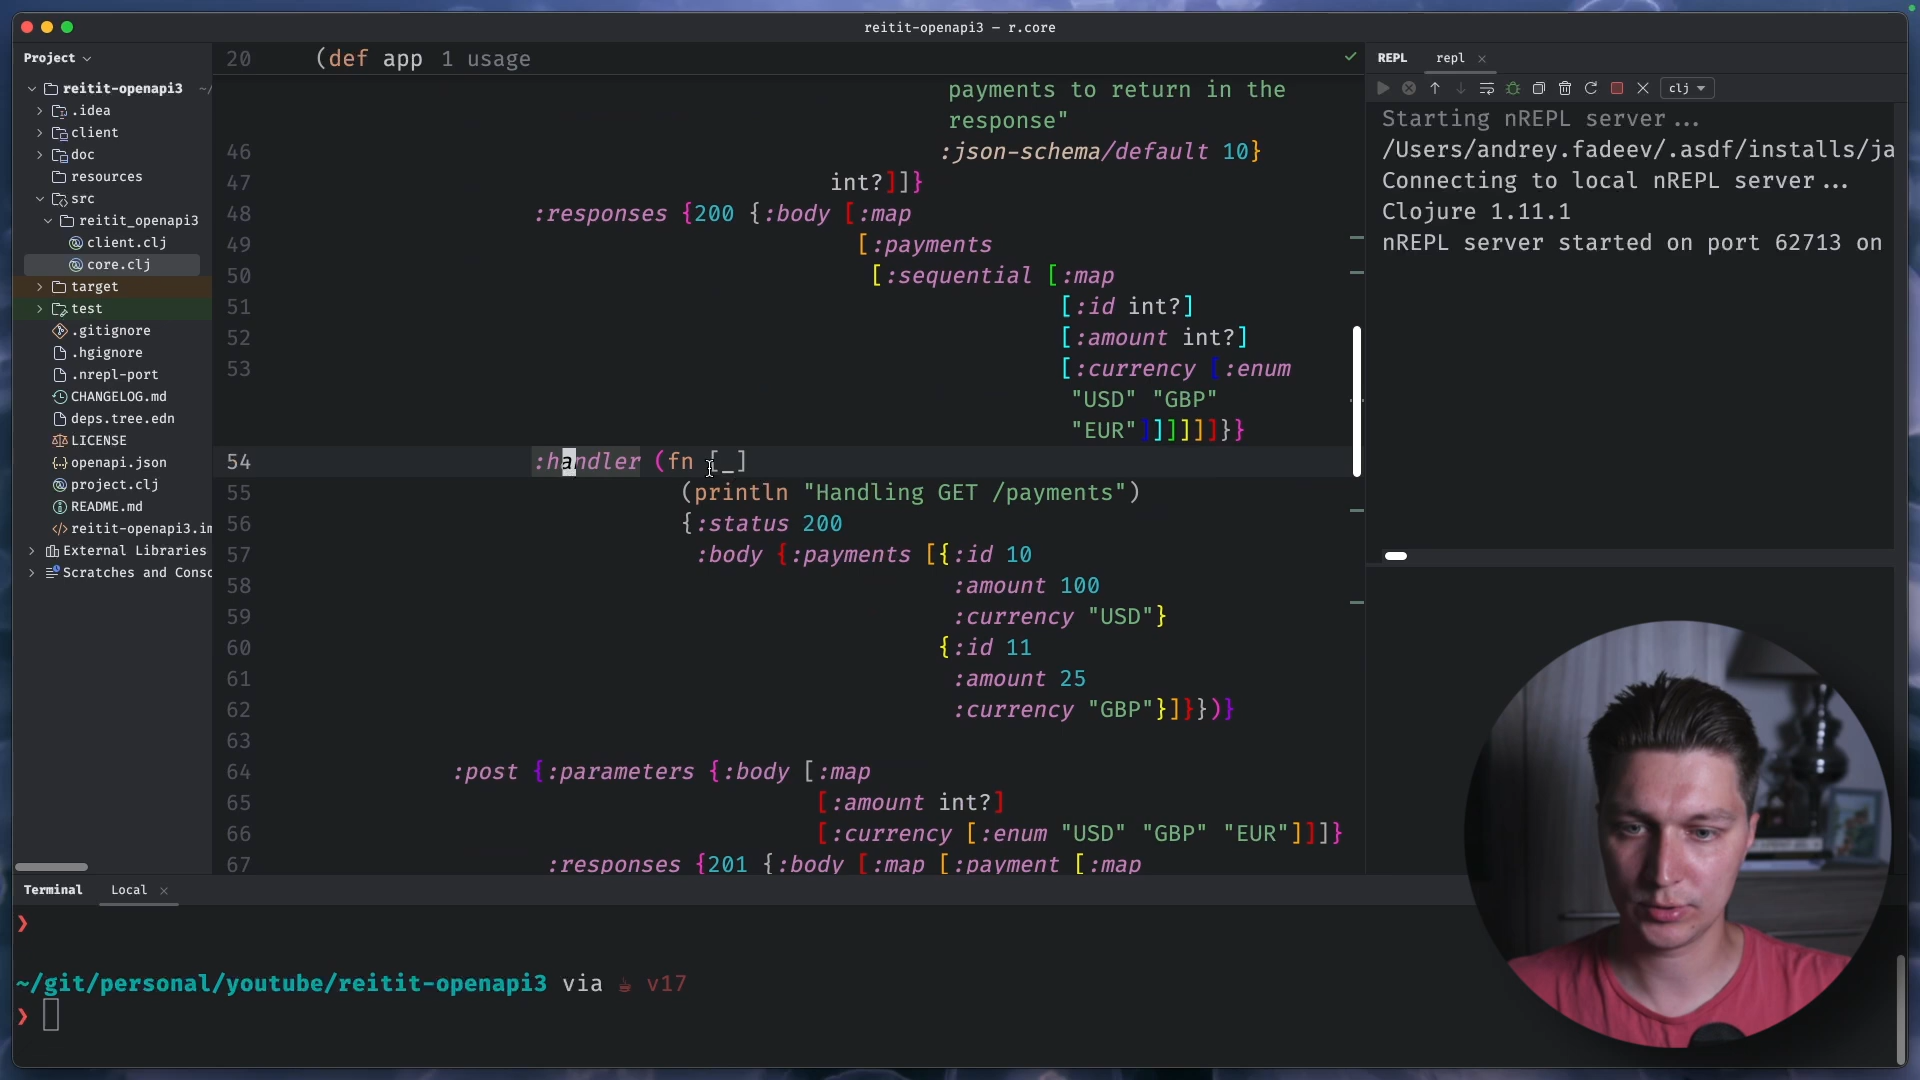 reitit-openapi3 – r.core
Project
reitit-openapi3 ~/
.idea
client
doc
resources
src
reitit_openapi3
client.clj
core.clj
target
test
.gitignore
.hgignore
.nrepl-port
CHANGELOG.md
deps.tree.edn
LICENSE
openapi.json
project.clj
README.md
reitit-openapi3.im
External Libraries
Scratches and Consc
20 (def app 1 usage
payments to return in the
response"
46 :json-schema/default 10}
47 int?]]}
48 :responses {200 {:body [:map
49 [:payments
50 [:sequential [:map
51 [:id int?]
52 [:amount int?]
53 [:currency [:enum
"USD" "GBP"
"EUR"]]]]]]}}
54 :handler (fn [_]
55 (println "Handling GET /payments")
56 {:status 200
57 :body {:payments [{:id 10
58 :amount 100
59 :currency "USD"}
60 {:id 11
61 :amount 25
62 :currency "GBP"}]}})}
63
64 :post {:parameters {:body [:map
65 [:amount int?]
66 [:currency [:enum "USD" "GBP" "EUR"]]]}
67 :responses {201 {:body [:map [:payment [:map
REPL repl
clj
Starting nREPL server...
/Users/andrey.fadeev/.asdf/installs/ja
Connecting to local nREPL server...
Clojure 1.11.1
nREPL server started on port 62713 on
Terminal Local
❯
~/git/personal/youtube/reitit-openapi3 via ☕ v17
❯